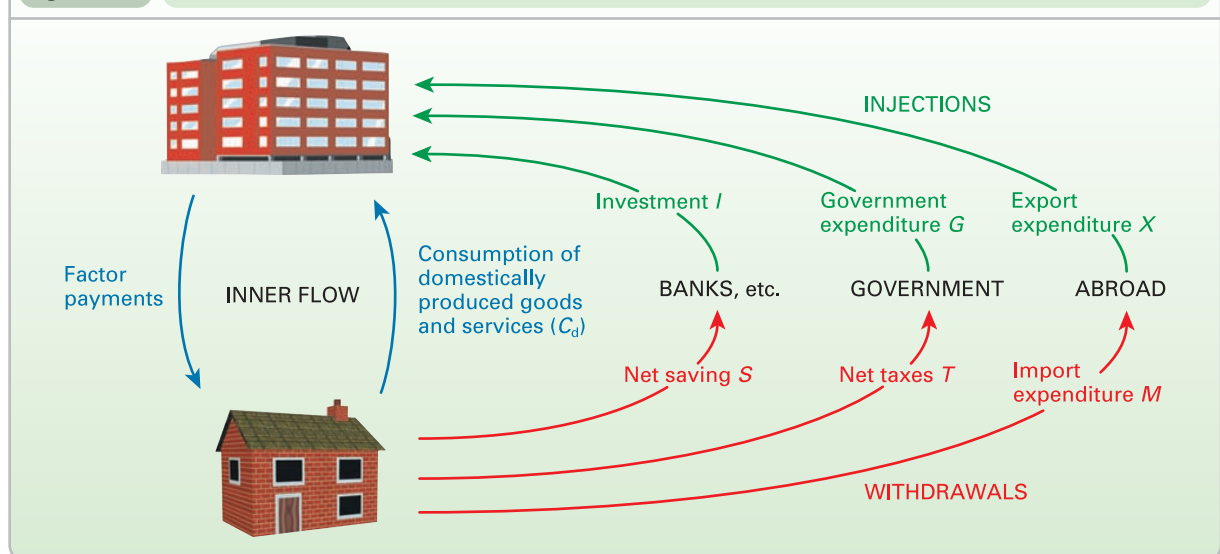 INJECTIONS
Investment I
Government
expenditure G
Export
expenditure X
Factor
payments
INNER FLOW
Consumption of
domestically
produced goods
and services (Cd)
BANKS, etc.
GOVERNMENT
ABROAD
Net saving S
Net taxes T
Import
expenditure M
WITHDRAWALS